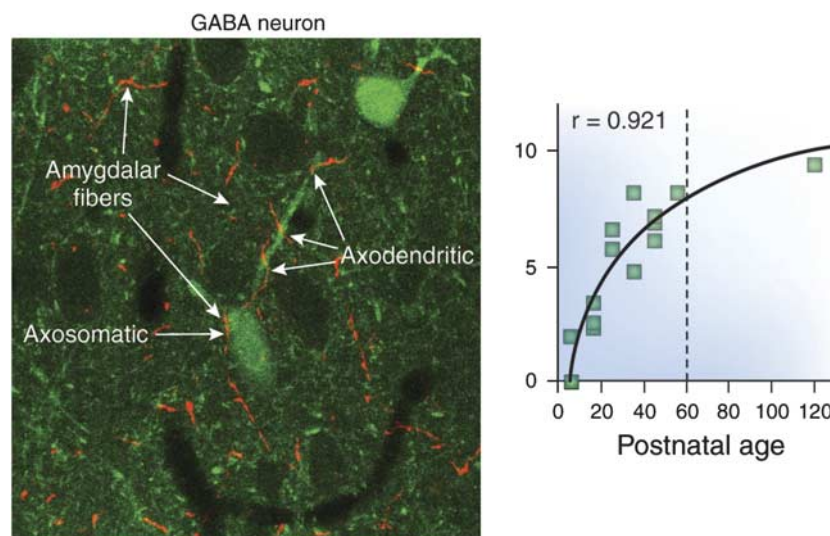 GABA neuron
Amygdalar
fibers
Axodendritic
Axosomatic
r = 0.921
10
5
0
0 20 40 60 80 100 120
Postnatal age